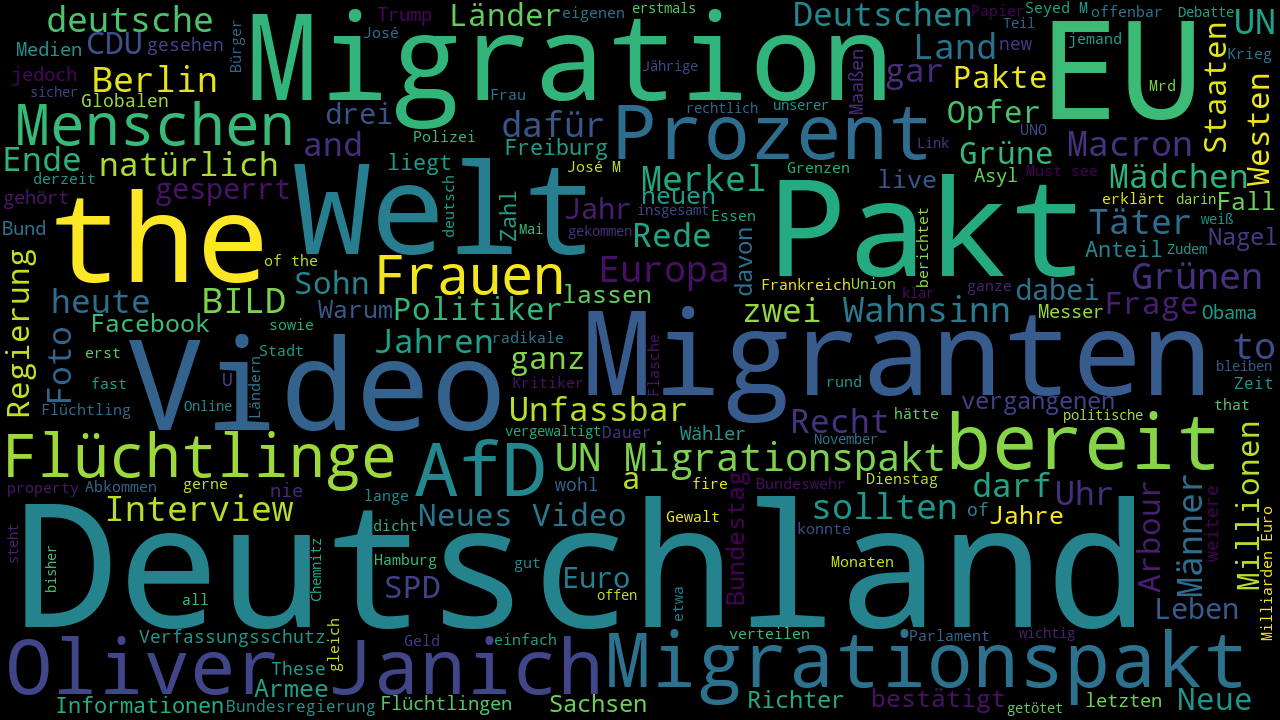 deutsche
Trump
Länder
eigenen
erstmals
Deutschen
Papier
Seyed M
offenbar
Debatte
UN
Migration
EU
Medien
CDU
gesehen
Bürger
José
Teil
Land
new
jemand
Staaten
Krieg
jedoch
Berlin
Jährige
Maaßen
gar
Pakte
Mrd
Westen
sicher
Globalen
Frau
rechtlich
unserer
Opfer
Menschen
drei
dafür
Prozent
UNO
Polizei
Link
Macron
Ende
natürlich
and
liegt
Freiburg
José M
Grenzen
Grüne
Mädchen
derzeit
Merkel
live
Asyl
Must see
gehört
gesperrt
Welt
deutsch
Zahl
neuen
Pakt
berichtet
erklärt
darin
Fall
the
Jahr
insgesamt
Essen
Täter
weiß
Bund
Mai
gekommen
Rede
davon
Anteil
Zudem
Nagel
of the
Regierung
Sohn
Frauen
Europa
Frankreich
Union
klar
ganze
dabei
Grünen
heute
BILD
Warum
Politiker
lassen
zwei
Wahnsinn
Messer
Frage
Obama
Foto
Facebook
sowie
Video
Jahren
radikale
Migranten
to
erst
Stadt
Ländern
ganz
Flasche
bleiben
fast
U
Kritiker
rund
Zeit
Flüchtling
Online
Unfassbar
vergangenen
that
Recht
hätte
politische
Flüchtlinge
vergewaltigt
Dauer
Wähler
November
bereit
AfD
UN Migrationspakt
Millionen
property
Abkommen
gerne
nie
wohl
a
fire
Bundestag
Bundeswehr
Dienstag
darf
Uhr
Interview
lange
Neues Video
Gewalt
sollten
of
Jahre
Arbour
Männer
weitere
steht
dicht
konnte
Milliarden Euro
Deutschland
bisher
Chemnitz
Hamburg
gut
Euro
Monaten
all
SPD
offen
etwa
Leben
Oliver Janich
Verfassungsschutz
gleich
Geld
einfach
Migrationspakt
verteilen
Parlament
wichtig
These
Armee
Informationen
Bundesregierung
Flüchtlingen
Sachsen
Richter
bestätigt
getötet
letzten
Neue